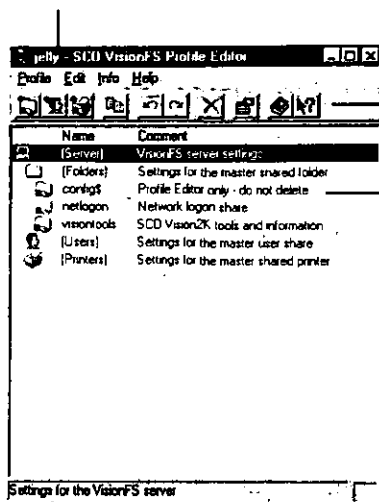 jelly - SCO VisionFS Profile Editor
Profile Edit Info Help
Name Comment
[Server] VisionFS server settings
[Folders] Settings for the master shared folder
config$ Profile Editor only - do not delete
netlogon Network logon share
visiontools SCO Vision2K tools and information
[Users] Settings for the master user share
[Printers] Settings for the master shared printer
Settings for the VisionFS server